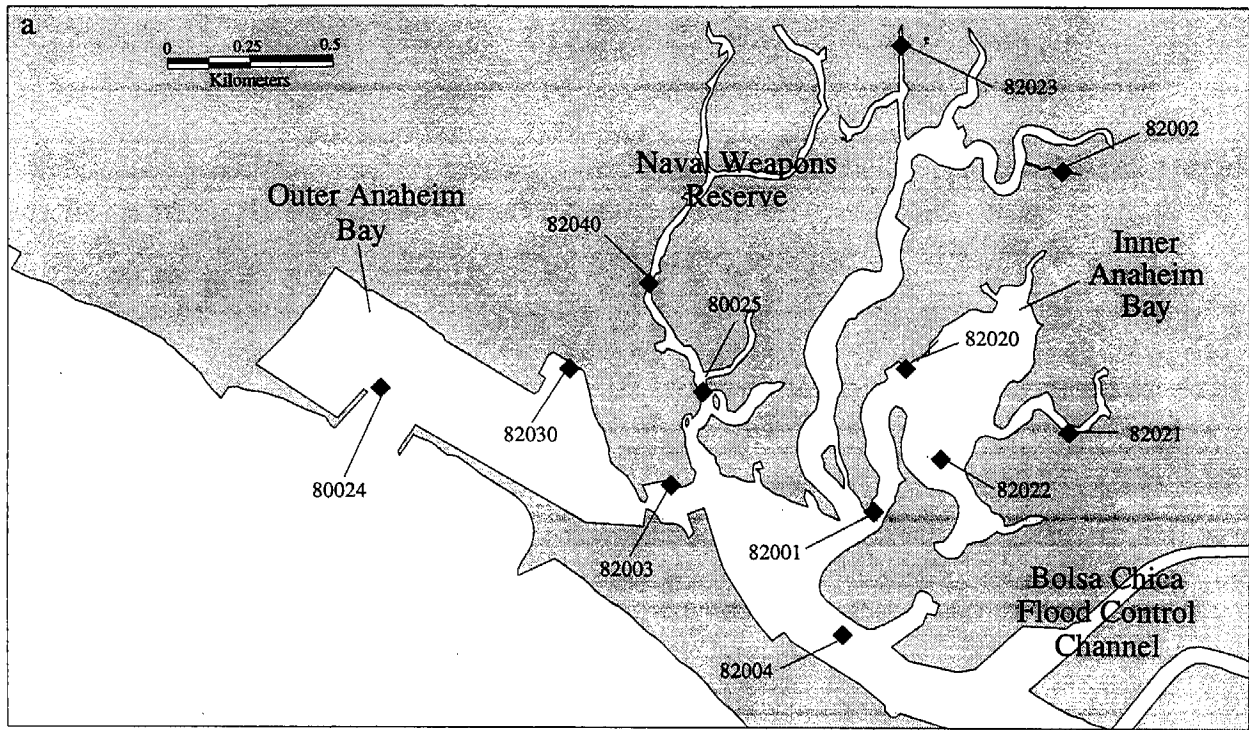 a
0 0.25 0.5
Kilometers
82023
82002
Naval Weapons
Reserve
Outer Anaheim
Bay
82040
Inner
Anaheim
Bay
80025
82020
82030
82021
80024
82022
82003
82001
Bolsa Chica
Flood Control
Channel
82004